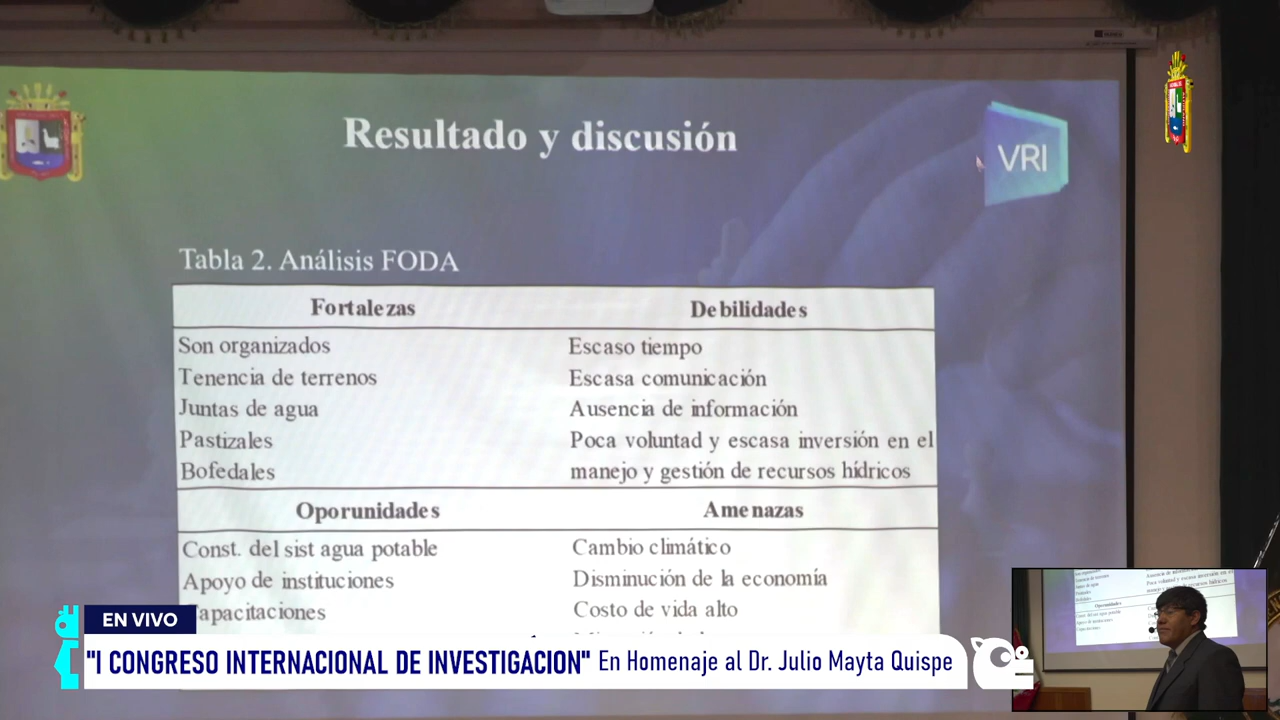 Resultado y discusión
VRI
Tabla 2. Análisis FODA
Fortalezas
Debilidades
Son organizados
Escaso tiempo
Tenencia de terrenos
Escasa comunicación
Juntas de agua
Ausencia de información
Pastizales
Poca voluntad y escasa inversión en el
Bofedales
manejo y gestión de recursos hídricos
Oporunidades
Amenazas
Const. del sist agua potable
Cambio climático
Apoyo de instituciones
Disminución de la economía
apacitaciones
Costo de vida alto
EN VIVO
"I CONGRESO INTERNACIONAL DE INVESTIGACION" En Homenaje al Dr. Julio Mayta Quispe